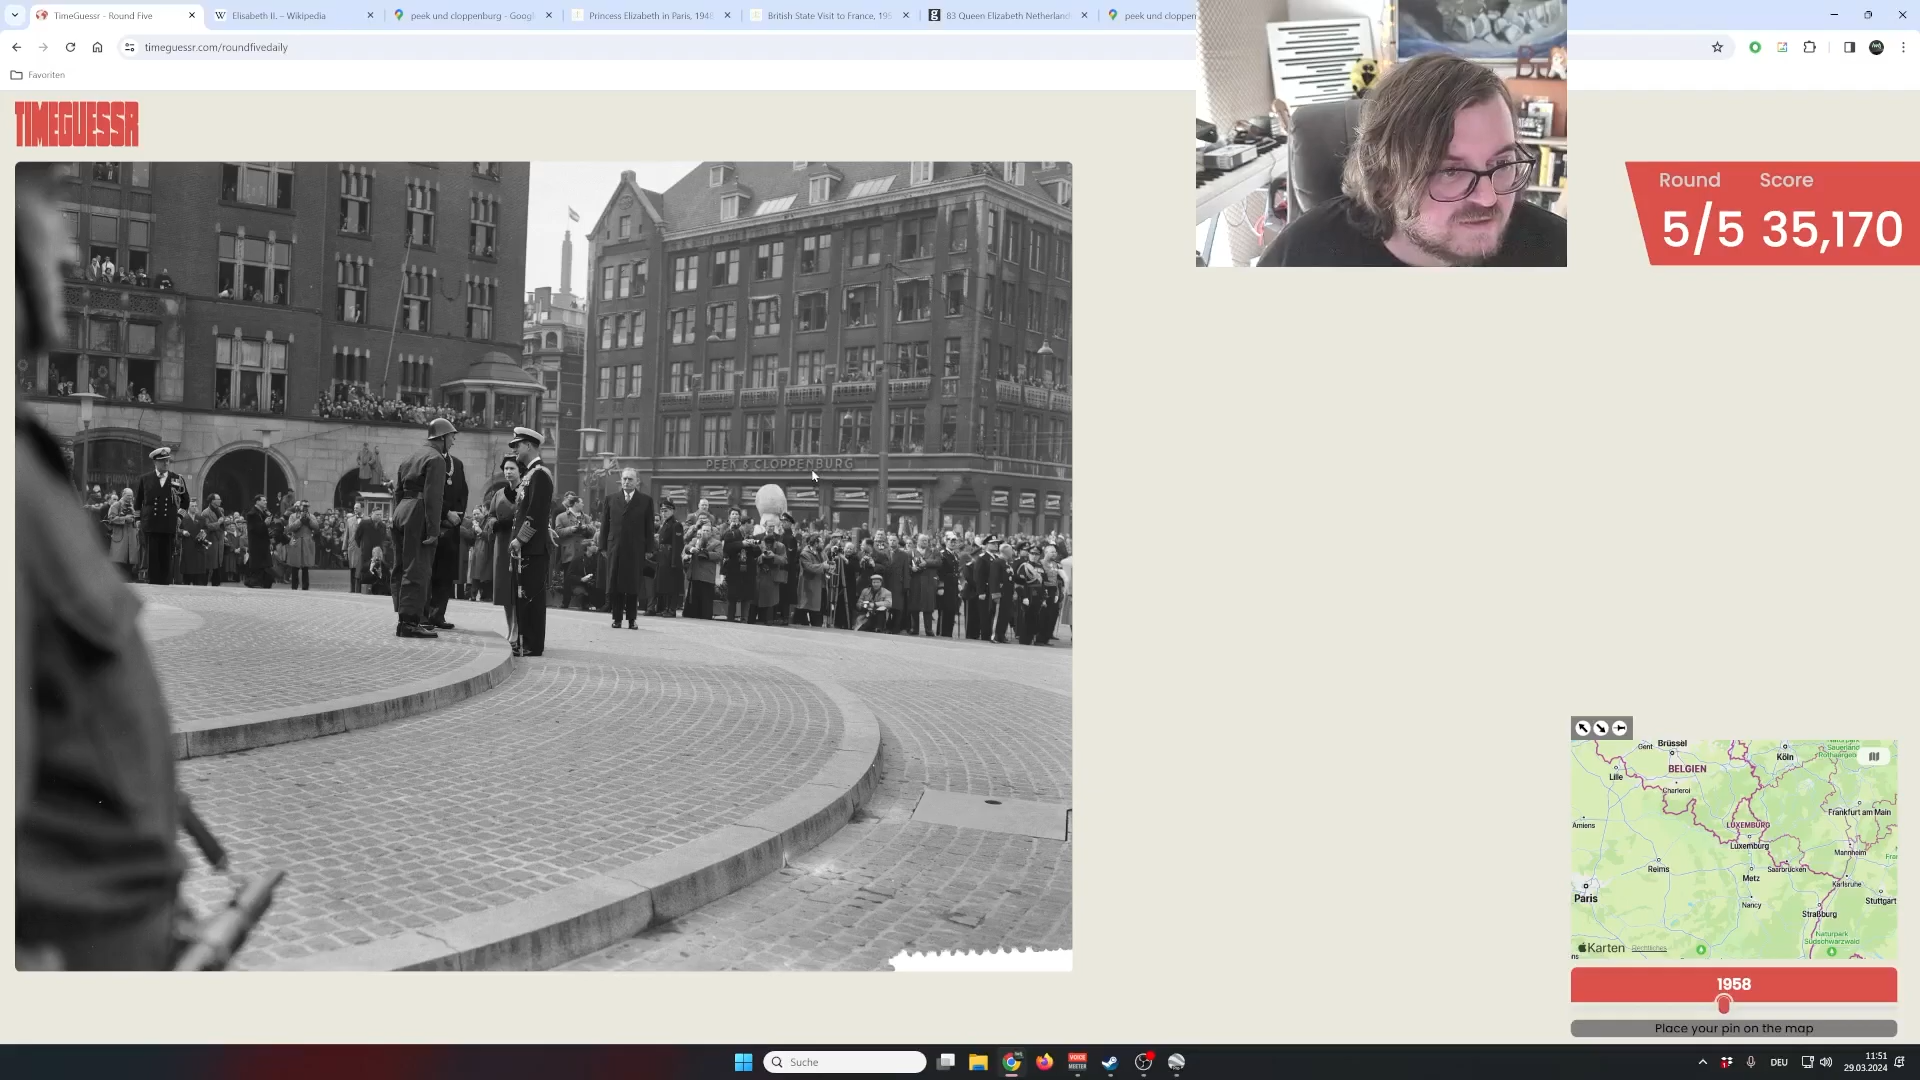 TimeGuessr - Round Five
Elisabeth II. – Wikipedia
peek und cloppenburg - Googl
Princess Elizabeth in Paris, 1948
British State Visit to France, 195
83 Queen Elizabeth Netherland
peek und cloppen
timeguessr.com/roundfivedaily
Favoriten
TIMEGUESSR
Round Score
5/5 35,170
PEEK & CLOPPENBURG
Gent
Brüssel
Köln
Lille
BELGIEN
Charleroi
Frankfurt am Main
Amiens
LUXEMBURG
Luxemburg
Mannheim
Reims
Metz
Saarbrücken
Karlsruhe
Paris
Nancy
Stuttgart
Straßburg
Naturpark
Südschwarzwald
Karten
Rechtliches
1958
Place your pin on the map
Suche
DEU
11:51
29.03.2024